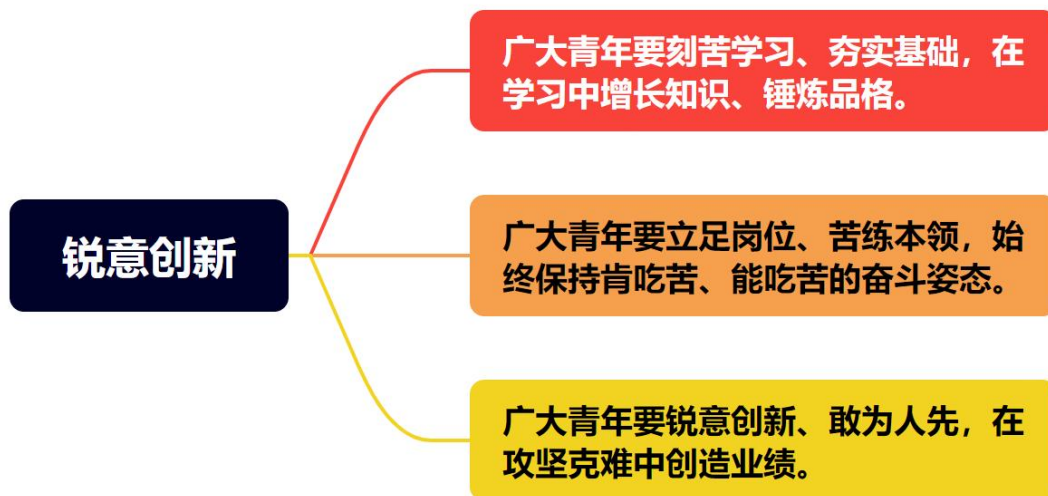 锐意创新
广大青年要刻苦学习、夯实基础，在
学习中增长知识、锤炼品格。
广大青年要立足岗位、苦练本领，始
终保持肯吃苦、能吃苦的奋斗姿态。
广大青年要锐意创新、敢为人先，在
攻坚克难中创造业绩。